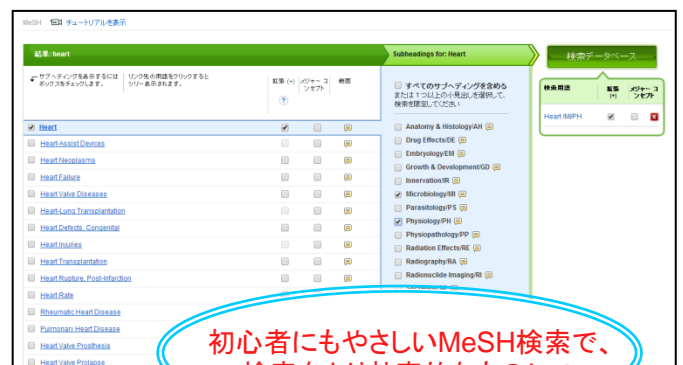 MeSH チュートリアルを表示
結果: heart
Subheadings for: Heart
検索データベース
サブヘディングを表示するには
ボックスをチェックします。
リンク先の用語をクリックすると
ツリー表示されます。
拡張 (+)
メジャー コ
ンセプト
範囲
?
すべてのサブヘディングを含める
または 1 つ以上の小見出しを選択して、
検索を限定してください
検索用語
拡張
(+)
メジャー コ
ンセプト
Heart /MI/PH
Heart
Heart-Assist Devices
Heart Neoplasms
Heart Failure
Heart Valve Diseases
Heart-Lung Transplantation
Heart Defects, Congenital
Heart Injuries
Heart Transplantation
Heart Rupture, Post-Infarction
Heart Rate
Rheumatic Heart Disease
Pulmonary Heart Disease
Heart Valve Prosthesis
Heart Valve Prolapse
Anatomy & Histology/AH
Drug Effects/DE
Embryology/EM
Growth & Development/GD
Innervation/IR
Microbiology/MI
Parasitology/PS
Physiology/PH
Physiopathology/PP
Radiation Effects/RE
Radiography/RA
Radionuclide Imaging/RI
初心者にもやさしいMeSH検索で、